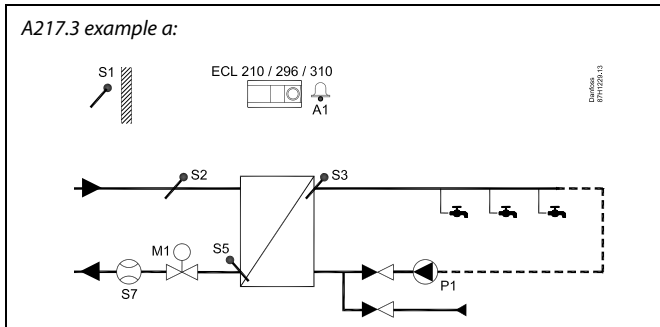 A217.3 example a:
S1
ECL 210 / 296 / 310
A1
Danfoss
87H1229.13
S2
S3
M1
S5
S7
P1